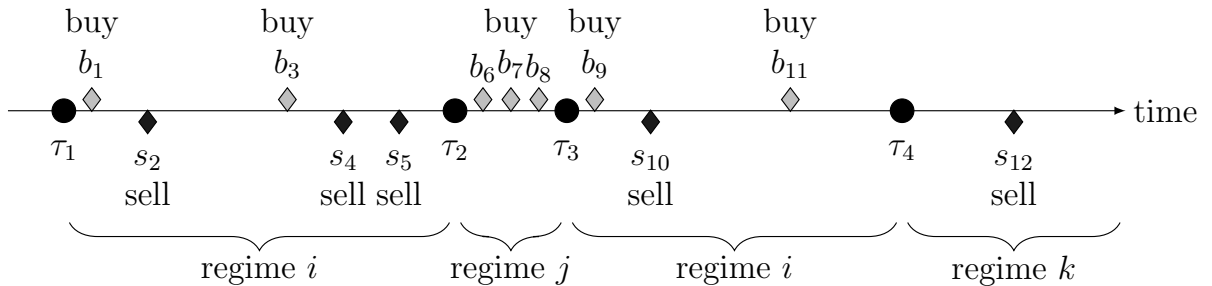 buy buy buy buy buy
b₁ b₃ b₆ b₇ b₈ b₉ b₁₁
time
τ₁ s₂ s₄ s₅ τ₂ τ₃ s₁₀ τ₄ s₁₂
sell sell sell sell sell
regime i regime j regime i regime k